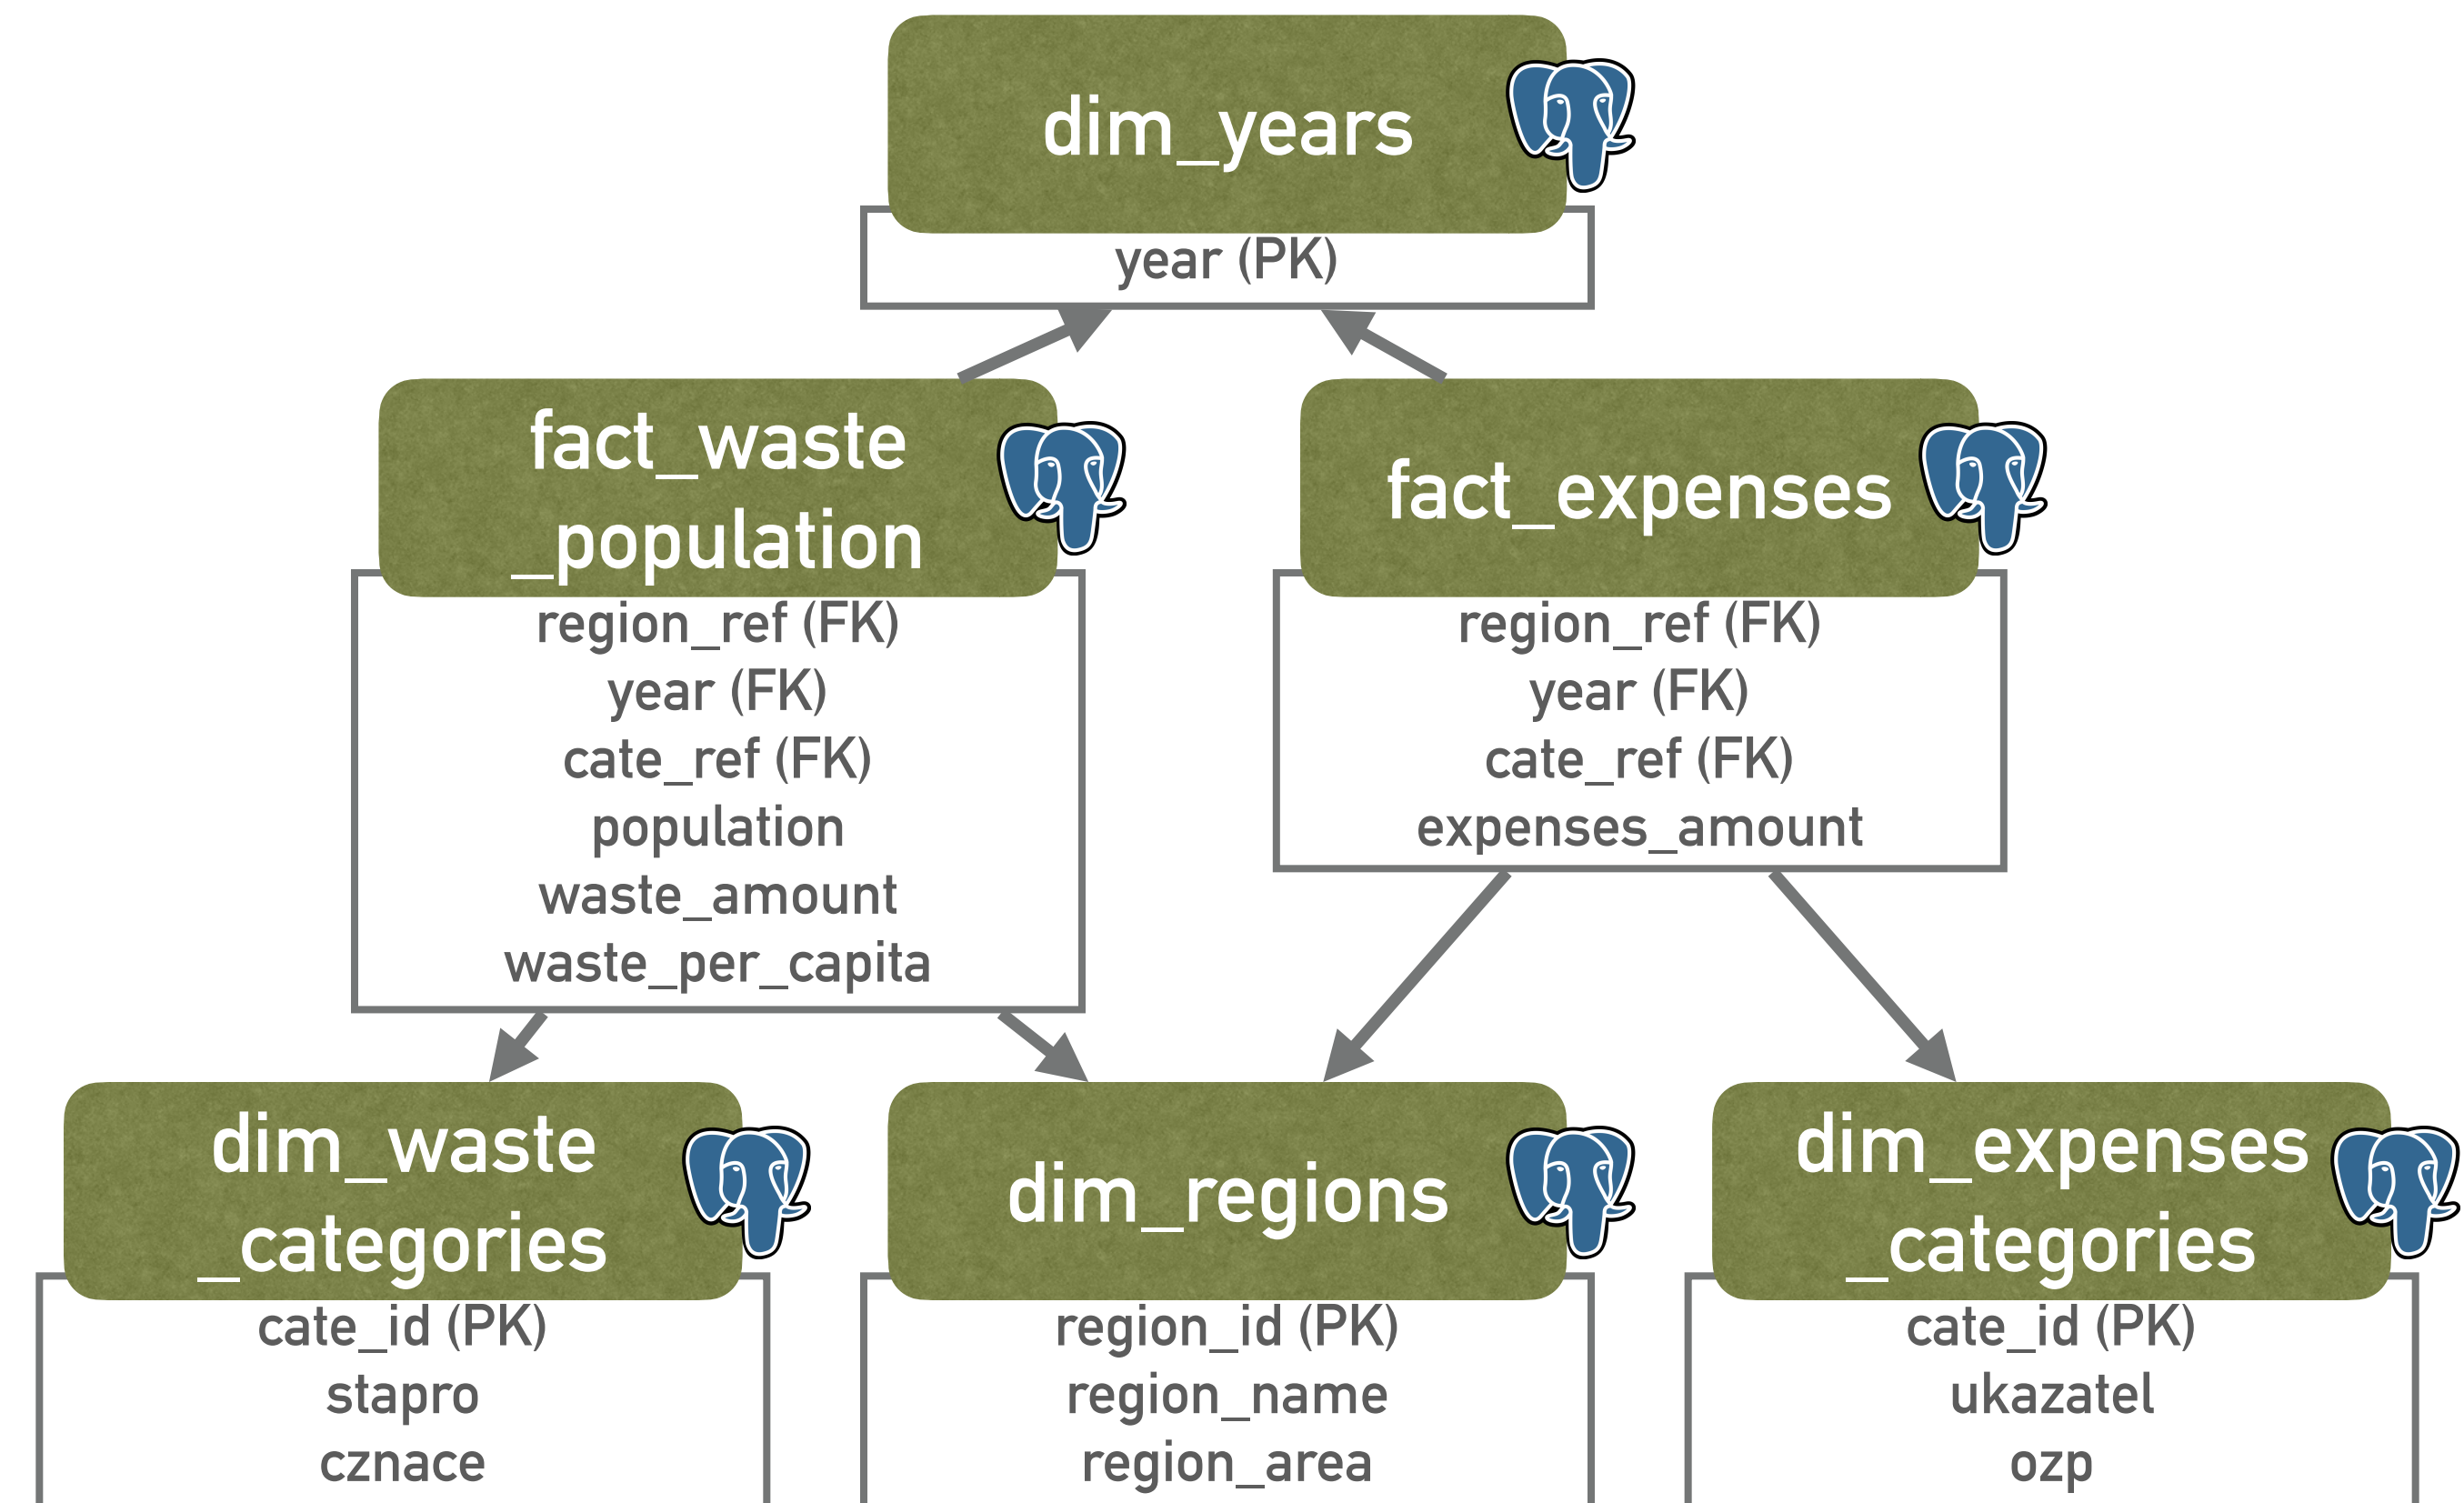 dim_years
year (PK)
fact_waste
_population
region_ref (FK)
year (FK)
cate_ref (FK)
population
waste_amount
waste_per_capita
fact_expenses
region_ref (FK)
year (FK)
cate_ref (FK)
expenses_amount
dim_waste
_categories
cate_id (PK)
stapro
cznace
dim_regions
region_id (PK)
region_name
region_area
dim_expenses
_categories
cate_id (PK)
ukazatel
ozp